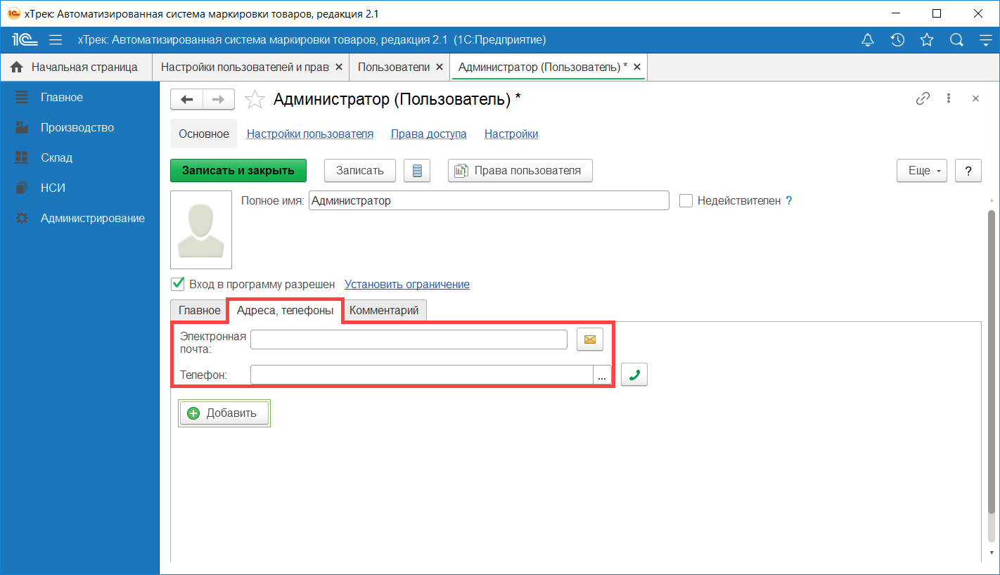 хТрек: Автоматизированная система маркировки товаров, редакция 2.1
1С хТрек: Автоматизированная система маркировки товаров, редакция 2.1 (1С:Предприятие)
Начальная страница Настройки пользователей и прав × Пользователи × Администратор (Пользователь) * ×
Главное
Производство
Склад
НСИ
Администрирование
Администратор (Пользователь) *
Основное Настройки пользователя Права доступа Настройки
Записать и закрыть Записать Права пользователя Еще ?
Полное имя: Администратор Недействителен ?
Вход в программу разрешен Установить ограничение
Главное Адреса, телефоны Комментарий
Электронная
почта:
Телефон: ...
Добавить